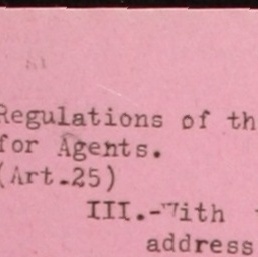 Regulations of th
for Agents.
(Art.25)
III.-With
address